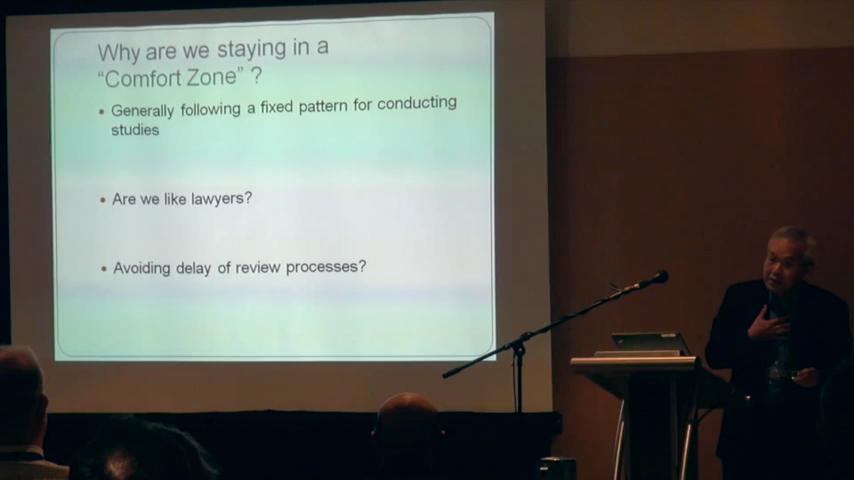 Why are we staying in a
“Comfort Zone” ?
• Generally following a fixed pattern for conducting
studies
• Are we like lawyers?
• Avoiding delay of review processes?